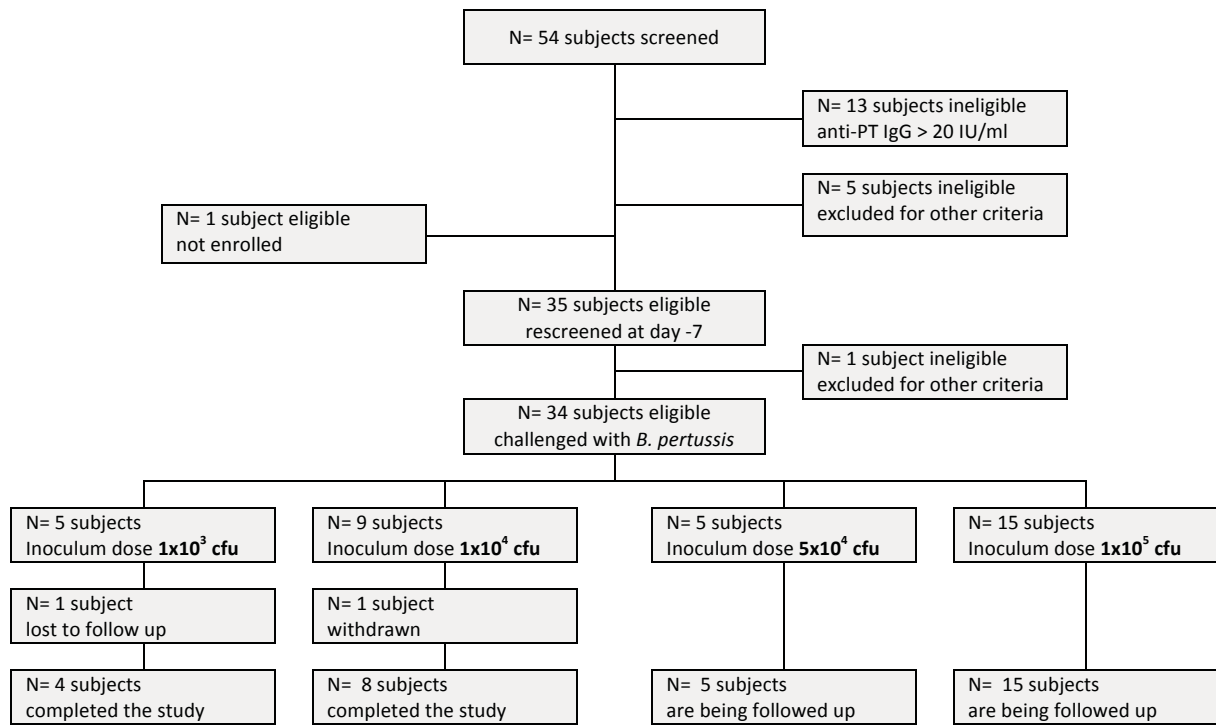 N= 54 subjects screened
N= 13 subjects ineligible
anti-PT IgG > 20 IU/ml
N= 5 subjects ineligible
excluded for other criteria
N= 1 subject eligible
not enrolled
N= 35 subjects eligible
rescreened at day -7
N= 1 subject ineligible
excluded for other criteria
N= 34 subjects eligible
challenged with B. pertussis
N= 5 subjects
Inoculum dose 1x10³ cfu
N= 9 subjects
Inoculum dose 1x10⁴ cfu
N= 5 subjects
Inoculum dose 5x10⁴ cfu
N= 15 subjects
Inoculum dose 1x10⁵ cfu
N= 1 subject
lost to follow up
N= 1 subject
withdrawn
N= 4 subjects
completed the study
N= 8 subjects
completed the study
N= 5 subjects
are being followed up
N= 15 subjects
are being followed up